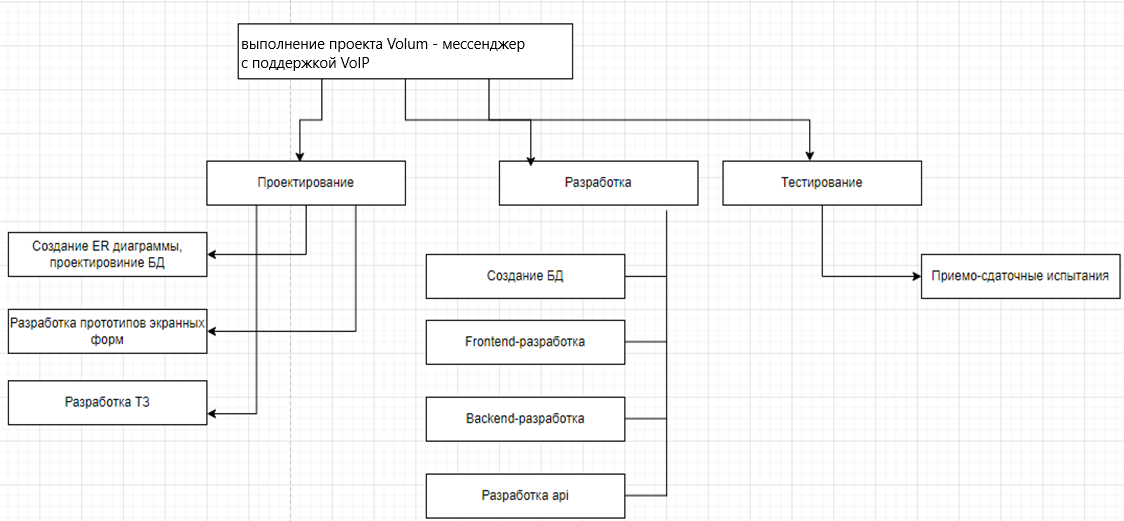 выполнение проекта Volum - мессенджер
с поддержкой VoIP
Проектирование
Разработка
Тестирование
Создание ER диаграммы,
проектировиние БД
Разработка прототипов экранных
форм
Разработка ТЗ
Создание БД
Frontend-разработка
Backend-разработка
Разработка api
Приемо-сдаточные испытания